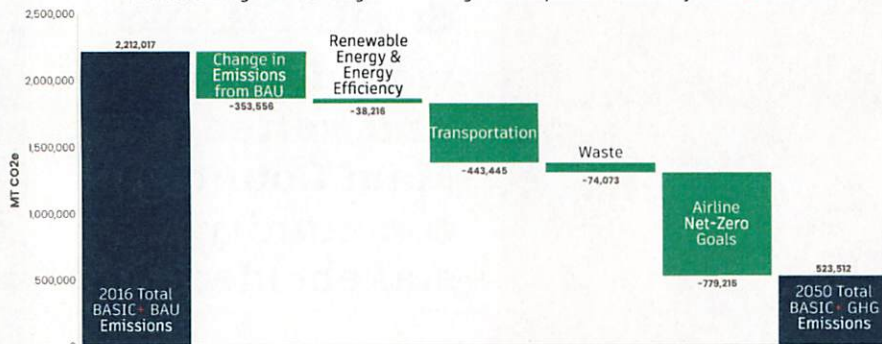 2,500,000
2,212,017
Change in
Emissions
from BAU
-353,556
Renewable
Energy &
Energy
Efficiency
-38,216
2,000,000
Transportation
-443,445
Waste
-74,073
1,500,000
MT CO2e
1,000,000
Airline
Net-Zero
Goals
-779,216
500,000
523,512
2016 Total
BASIC+ BAU
Emissions
2050 Total
BASIC+ GHG
Emissions